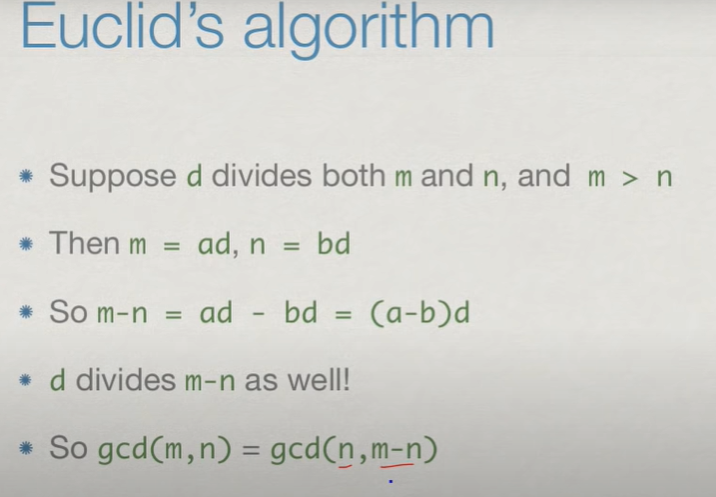 Euclid's algorithm
Suppose d divides both m and n, and m > n
Then m = ad, n = bd
So m-n = ad - bd = (a-b)d
d divides m-n as well!
So gcd(m,n) = gcd(n,m-n)